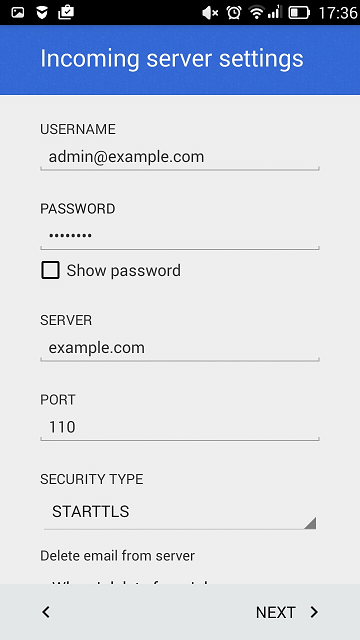 17:36
Incoming server settings
USERNAME
admin@example.com
PASSWORD
••••••••
Show password
SERVER
example.com
PORT
110
SECURITY TYPE
STARTTLS
Delete email from server
NEXT